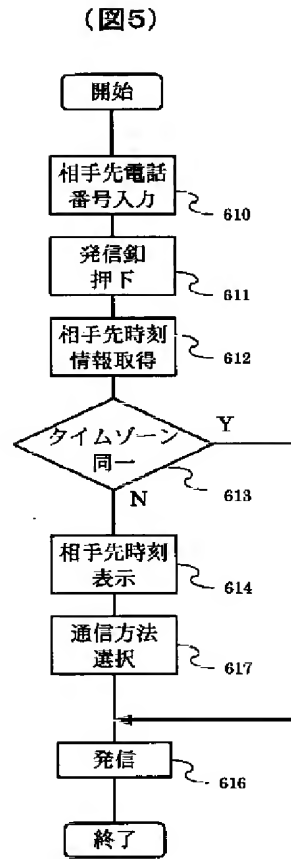 (図5)
開始
相手先電話
番号入力
610
発信釦
押下
611
相手先時刻
情報取得
612
タイムゾーン
同一
Y
613
N
相手先時刻
表示
614
通信方法
選択
617
発信
616
終了